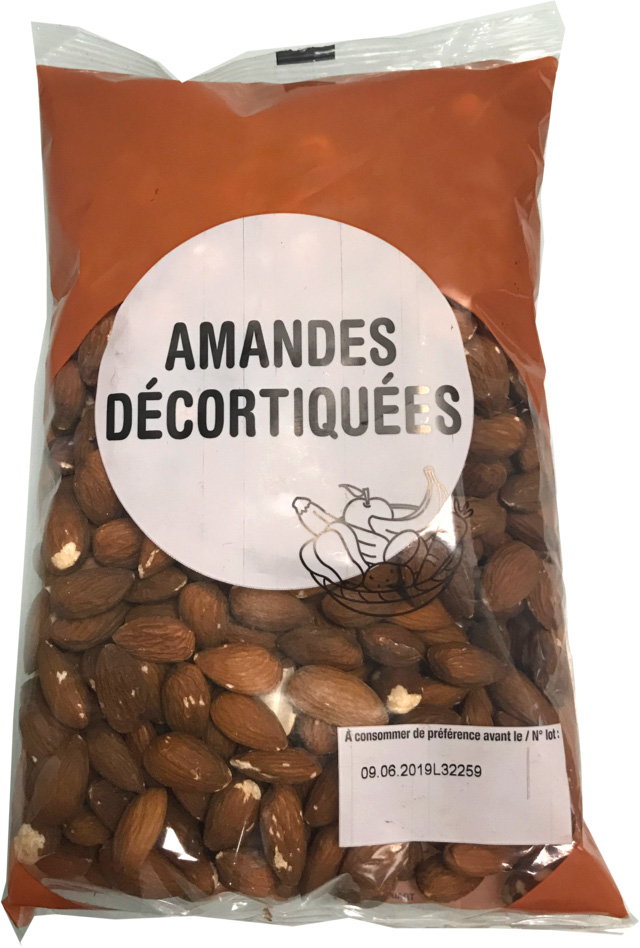 AMANDES
DÉCORTIQUÉES
À consommer de préférence avant le / N° lot :
09.06.2019L32259